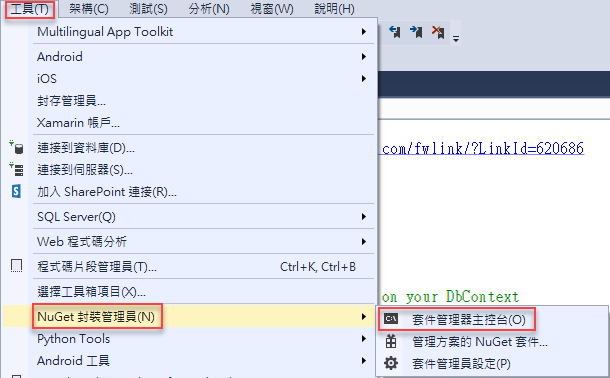 工具(T) 架構(C) 測試(S) 分析(N) 視窗(W) 說明(H)
Multilingual App Toolkit
Android
iOS
封存管理員...
Xamarin 帳戶...
連接到資料庫(D)...
com/fwlink/?LinkId=620686
連接到伺服器(S)...
加入 SharePoint 連接(R)...
SQL Server(Q)
Web 程式碼分析
程式碼片段管理員(T)... Ctrl+K, Ctrl+B
選擇工具箱項目(X)...
on your DbContext
NuGet 封裝管理員(N)
C:\ 套件管理器主控台(O)
Python Tools
管理方案的 NuGet 套件...
Android 工具
套件管理員設定(P)